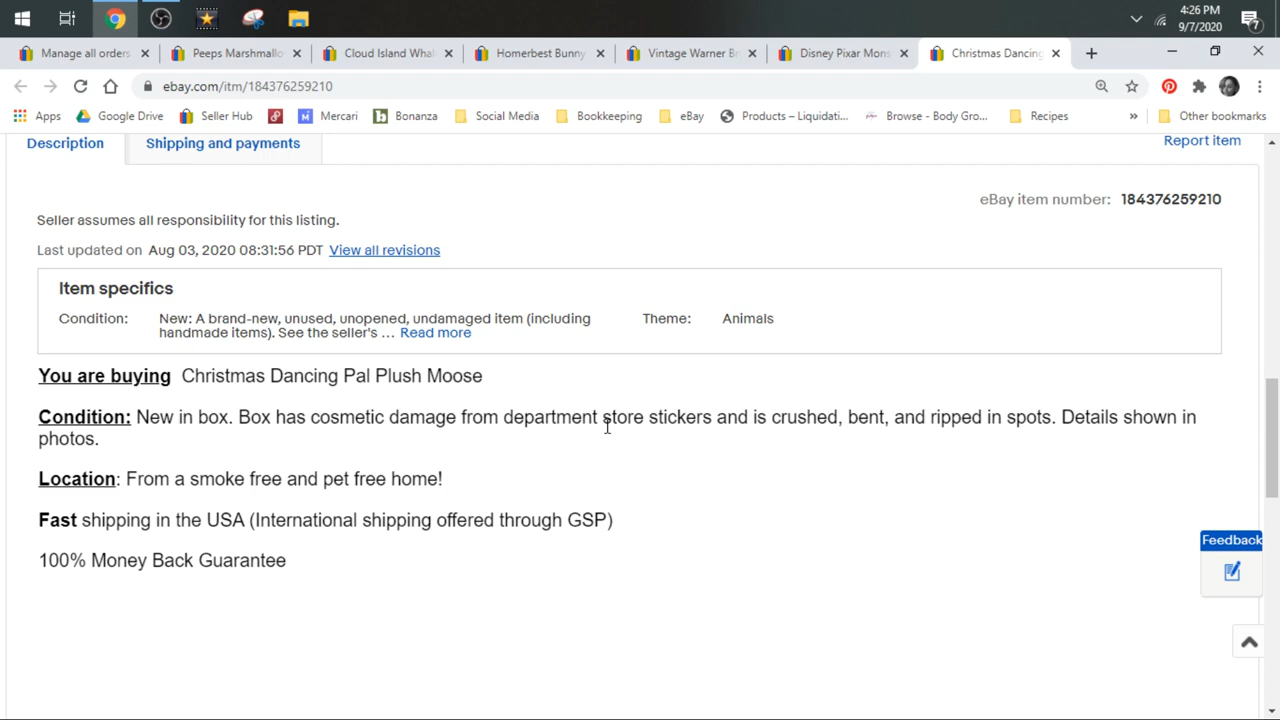 4:26 PM
9/7/2020
7
Manage all orders
Peeps Marshmallo
Cloud Island Wha
Homerbest Bunny
Vintage Warner Br
Disney Pixar Mons
Christmas Dancing
ebay.com/itm/184376259210
Apps
Google Drive
Seller Hub
Mercari
Bonanza
Social Media
Bookkeeping
eBay
Products – Liquidati...
Browse - Body Gro...
Recipes
»
Other bookmarks
Description
Shipping and payments
Report item
eBay item number: 184376259210
Seller assumes all responsibility for this listing.
Last updated on Aug 03, 2020 08:31:56 PDT View all revisions
Item specifics
Condition: New: A brand-new, unused, unopened, undamaged item (including Theme: Animals
handmade items). See the seller's ... Read more
You are buying Christmas Dancing Pal Plush Moose
Condition: New in box. Box has cosmetic damage from department store stickers and is crushed, bent, and ripped in spots. Details shown in
photos.
Location: From a smoke free and pet free home!
Fast shipping in the USA (International shipping offered through GSP)
Feedback
100% Money Back Guarantee